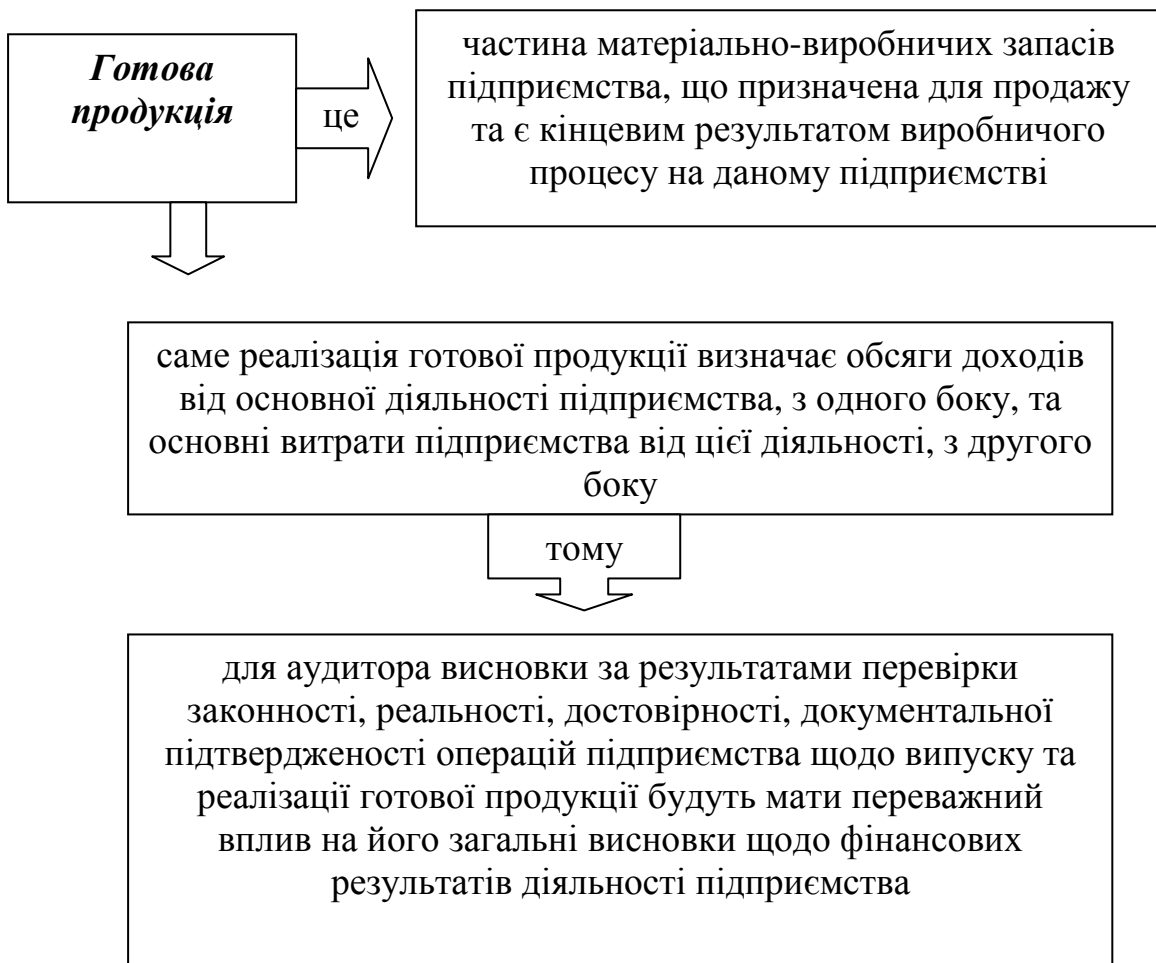 Готова
продукція
це
частина матеріально-виробничих запасів
підприємства, що призначена для продажу
та є кінцевим результатом виробничого
процесу на даному підприємстві
саме реалізація готової продукції визначає обсяги доходів
від основної діяльності підприємства, з одного боку, та
основні витрати підприємства від цієї діяльності, з другого
боку
тому
для аудитора висновки за результатами перевірки
законності, реальності, достовірності, документальної
підтвердженості операцій підприємства щодо випуску та
реалізації готової продукції будуть мати переважний
вплив на його загальні висновки щодо фінансових
результатів діяльності підприємства